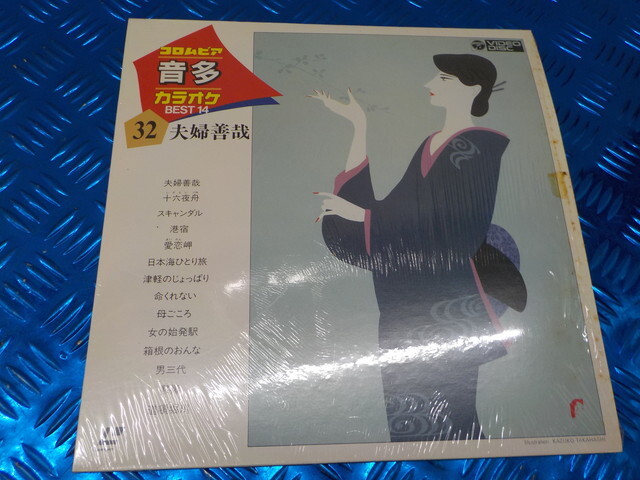 コロムビア
音多
カラオケ
BEST 14
32 夫婦善哉
VIDEO
DISC
夫婦善哉
十六夜舟
スキャンダル
港宿
愛恋岬
日本海ひとり旅
津軽のじょっぱり
命くれない
母ごころ
女の始発駅
箱根のおんな
男三代